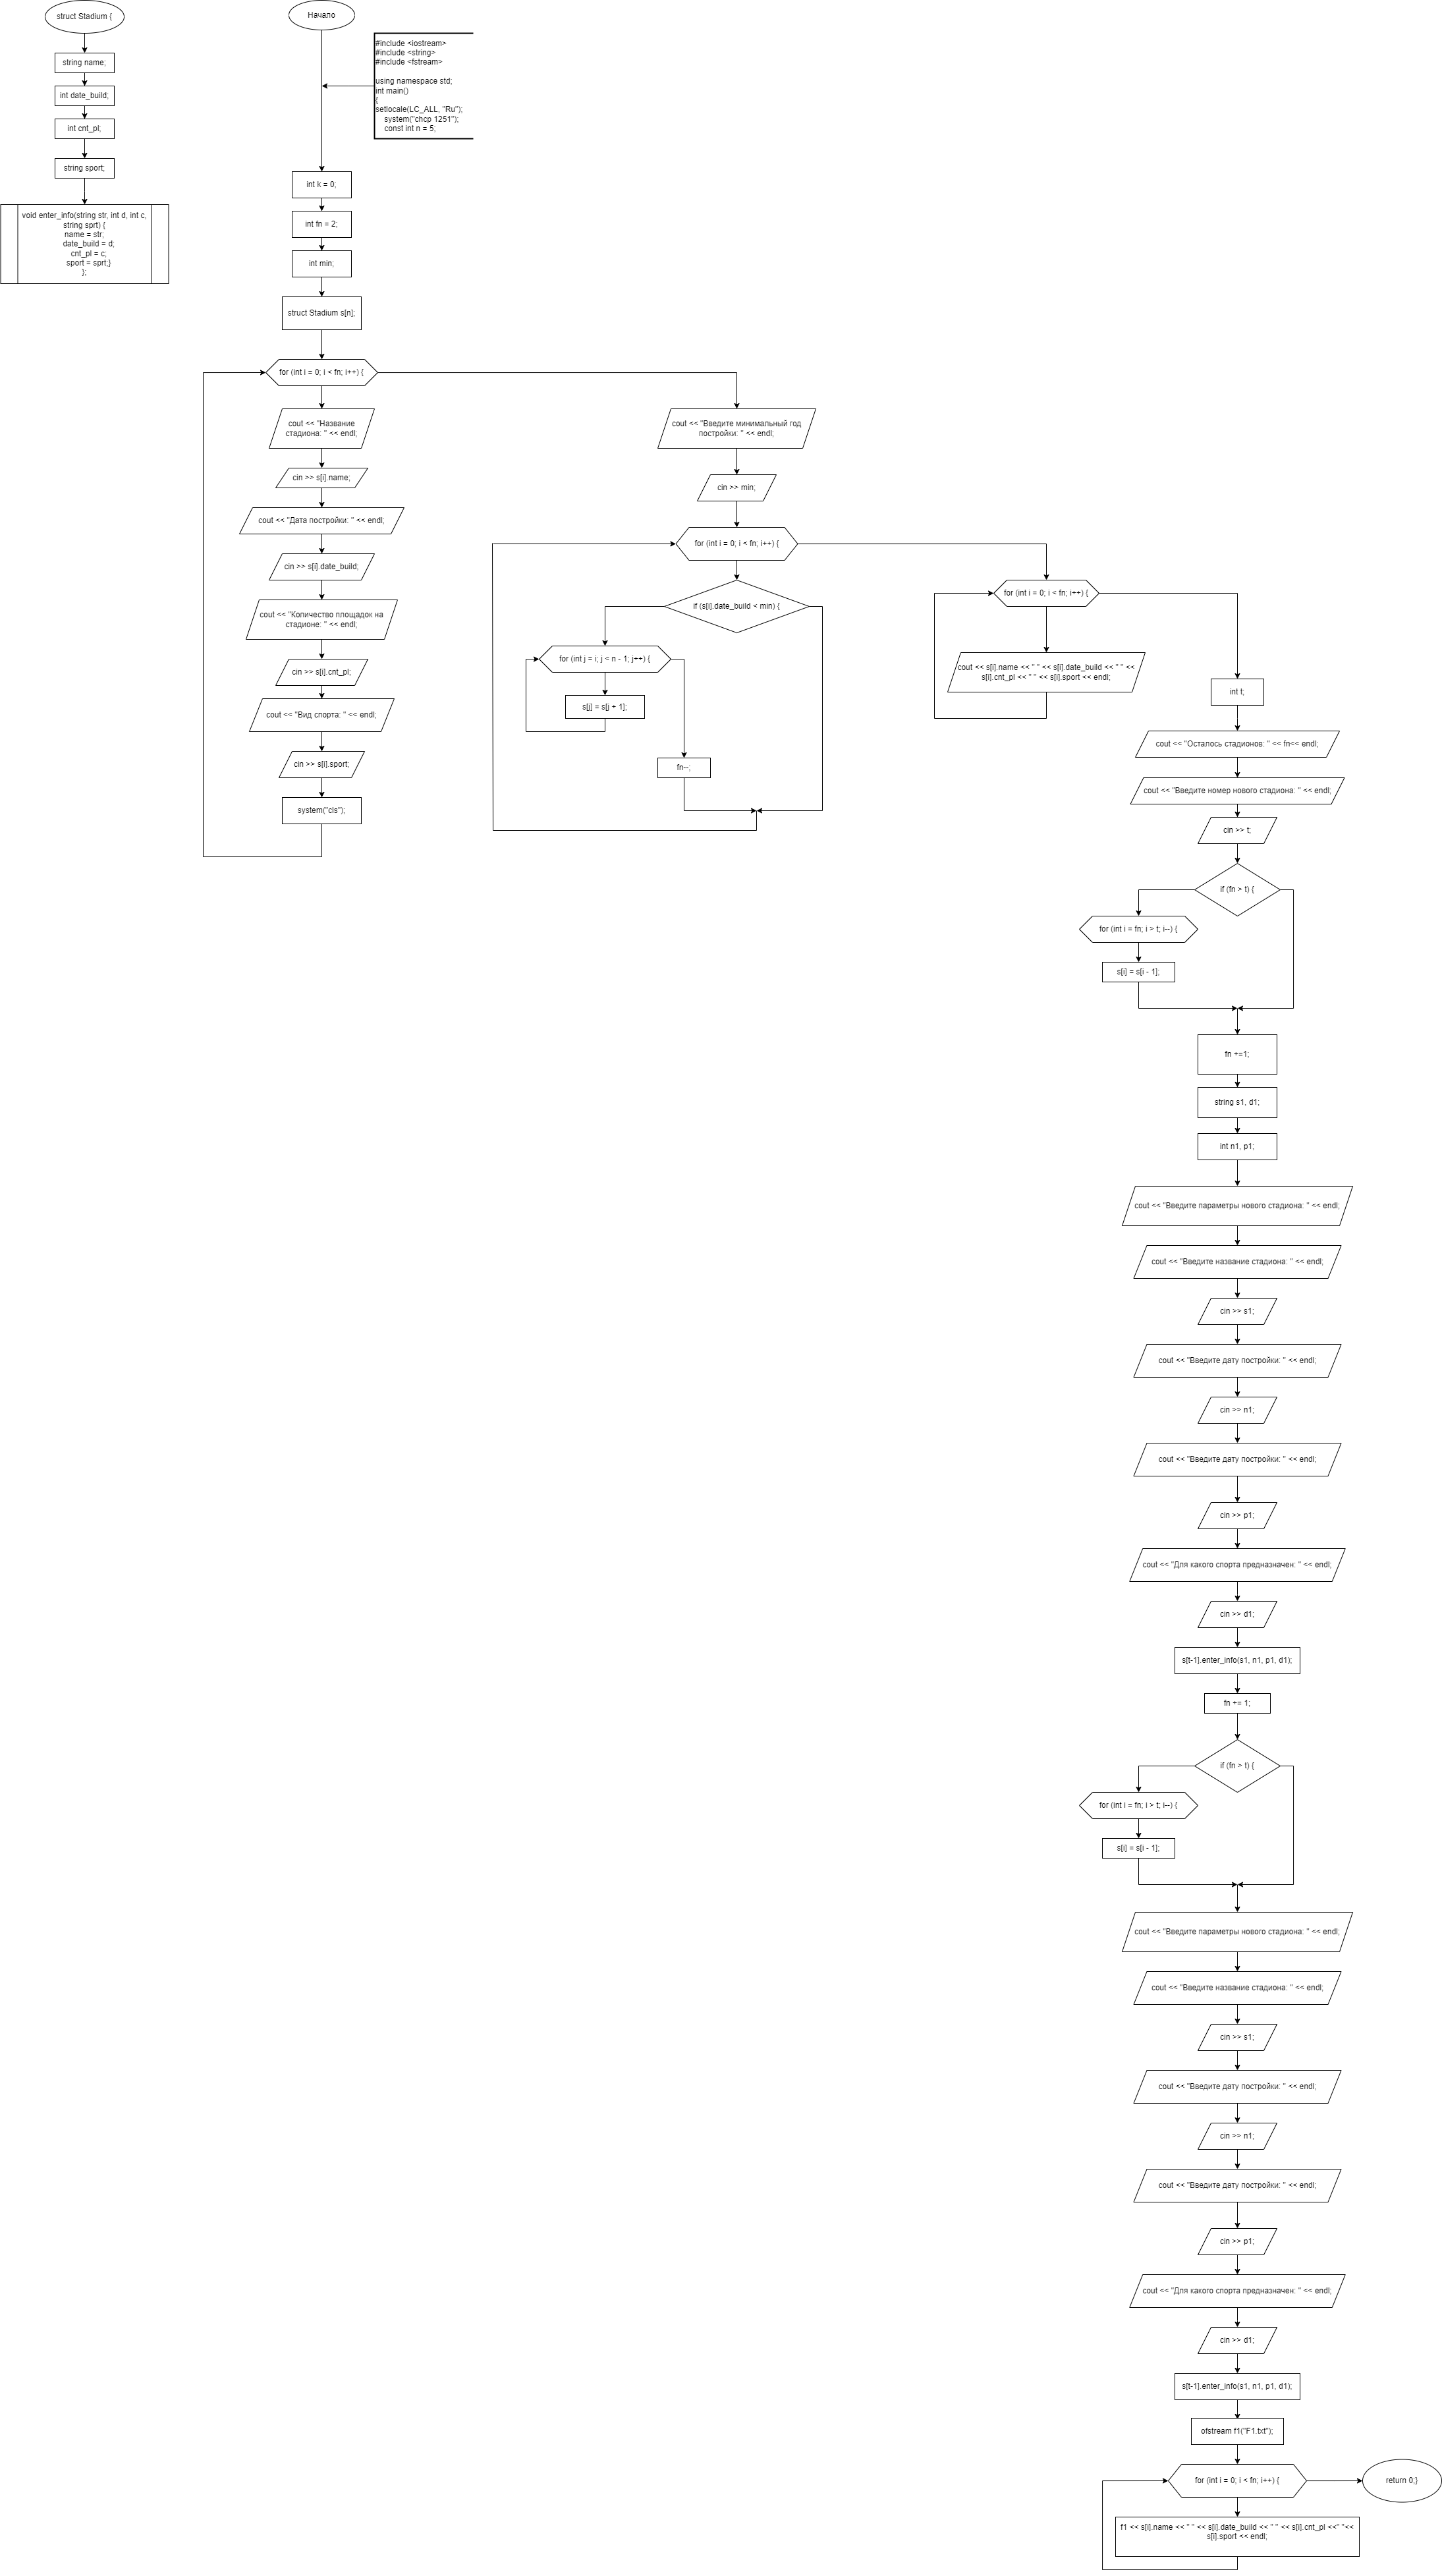 struct Stadium {
string name;
int date_build;
int cnt_pl;
string sport;
void enter_info(string str, int d, int c,
string sprt) {
name = str;
date_build = d;
cnt_pl = c;
sport = sprt;}
};
Начало
#include <iostream>
#include <string>
#include <fstream>
using namespace std;
int main()
{
setlocale(LC_ALL, "Ru");
system("chcp 1251");
const int n = 5;
int k = 0;
int fn = 2;
int min;
struct Stadium s[n];
for (int i = 0; i < fn; i++) {
cout << "Название
стадиона: " << endl;
cin >> s[i].name;
cout << "Дата постройки: " << endl;
cin >> s[i].date_build;
cout << "Количество площадок на
стадионе: " << endl;
cin >> s[i].cnt_pl;
cout << "Вид спорта: " << endl;
cin >> s[i].sport;
system("cls");
cout << "Введите минимальный год
постройки: " << endl;
cin >> min;
for (int i = 0; i < fn; i++) {
if (s[i].date_build < min) {
for (int j = i; j < n - 1; j++) {
s[j] = s[j + 1];
fn--;
for (int i = 0; i < fn; i++) {
cout << s[i].name << " " << s[i].date_build << " " <<
s[i].cnt_pl << " " << s[i].sport << endl;
int t;
cout << "Осталось стадионов: " << fn<< endl;
cout << "Введите номер нового стадиона: " << endl;
cin >> t;
if (fn > t) {
for (int i = fn; i > t; i--) {
s[i] = s[i - 1];
fn +=1;
string s1, d1;
int n1, p1;
cout << "Введите параметры нового стадиона: " << endl;
cout << "Введите название стадиона: " << endl;
cin >> s1;
cout << "Введите дату постройки: " << endl;
cin >> n1;
cout << "Введите дату постройки: " << endl;
cin >> p1;
cout << "Для какого спорта предназначен: " << endl;
cin >> d1;
s[t-1].enter_info(s1, n1, p1, d1);
fn += 1;
if (fn > t) {
for (int i = fn; i > t; i--) {
s[i] = s[i - 1];
cout << "Введите параметры нового стадиона: " << endl;
cout << "Введите название стадиона: " << endl;
cin >> s1;
cout << "Введите дату постройки: " << endl;
cin >> n1;
cout << "Введите дату постройки: " << endl;
cin >> p1;
cout << "Для какого спорта предназначен: " << endl;
cin >> d1;
s[t-1].enter_info(s1, n1, p1, d1);
ofstream f1("F1.txt");
for (int i = 0; i < fn; i++) {
return 0;}
f1 << s[i].name << " " << s[i].date_build << " " << s[i].cnt_pl <<" "<<
s[i].sport << endl;